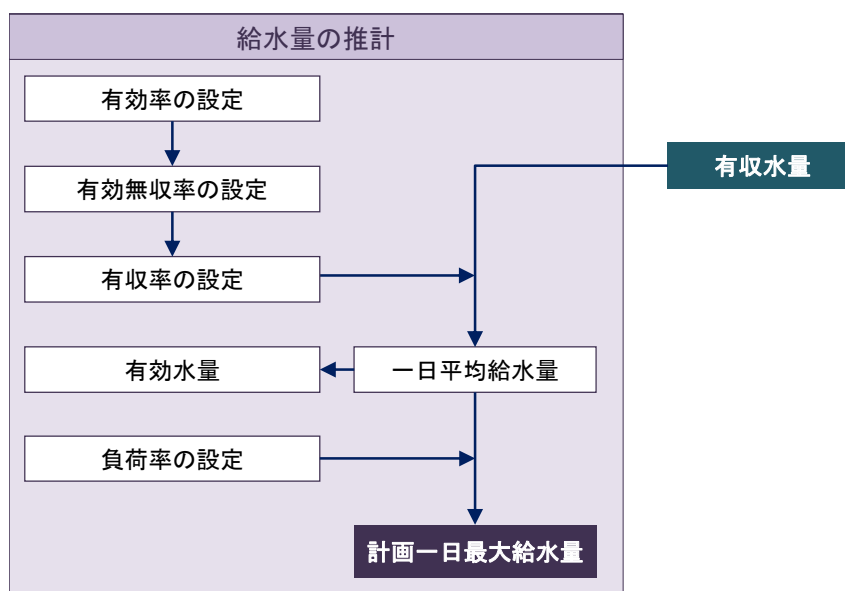 給水量の推計
有効率の設定
有収水量
有効無収率の設定
有収率の設定
有効水量
一日平均給水量
負荷率の設定
計画一日最大給水量